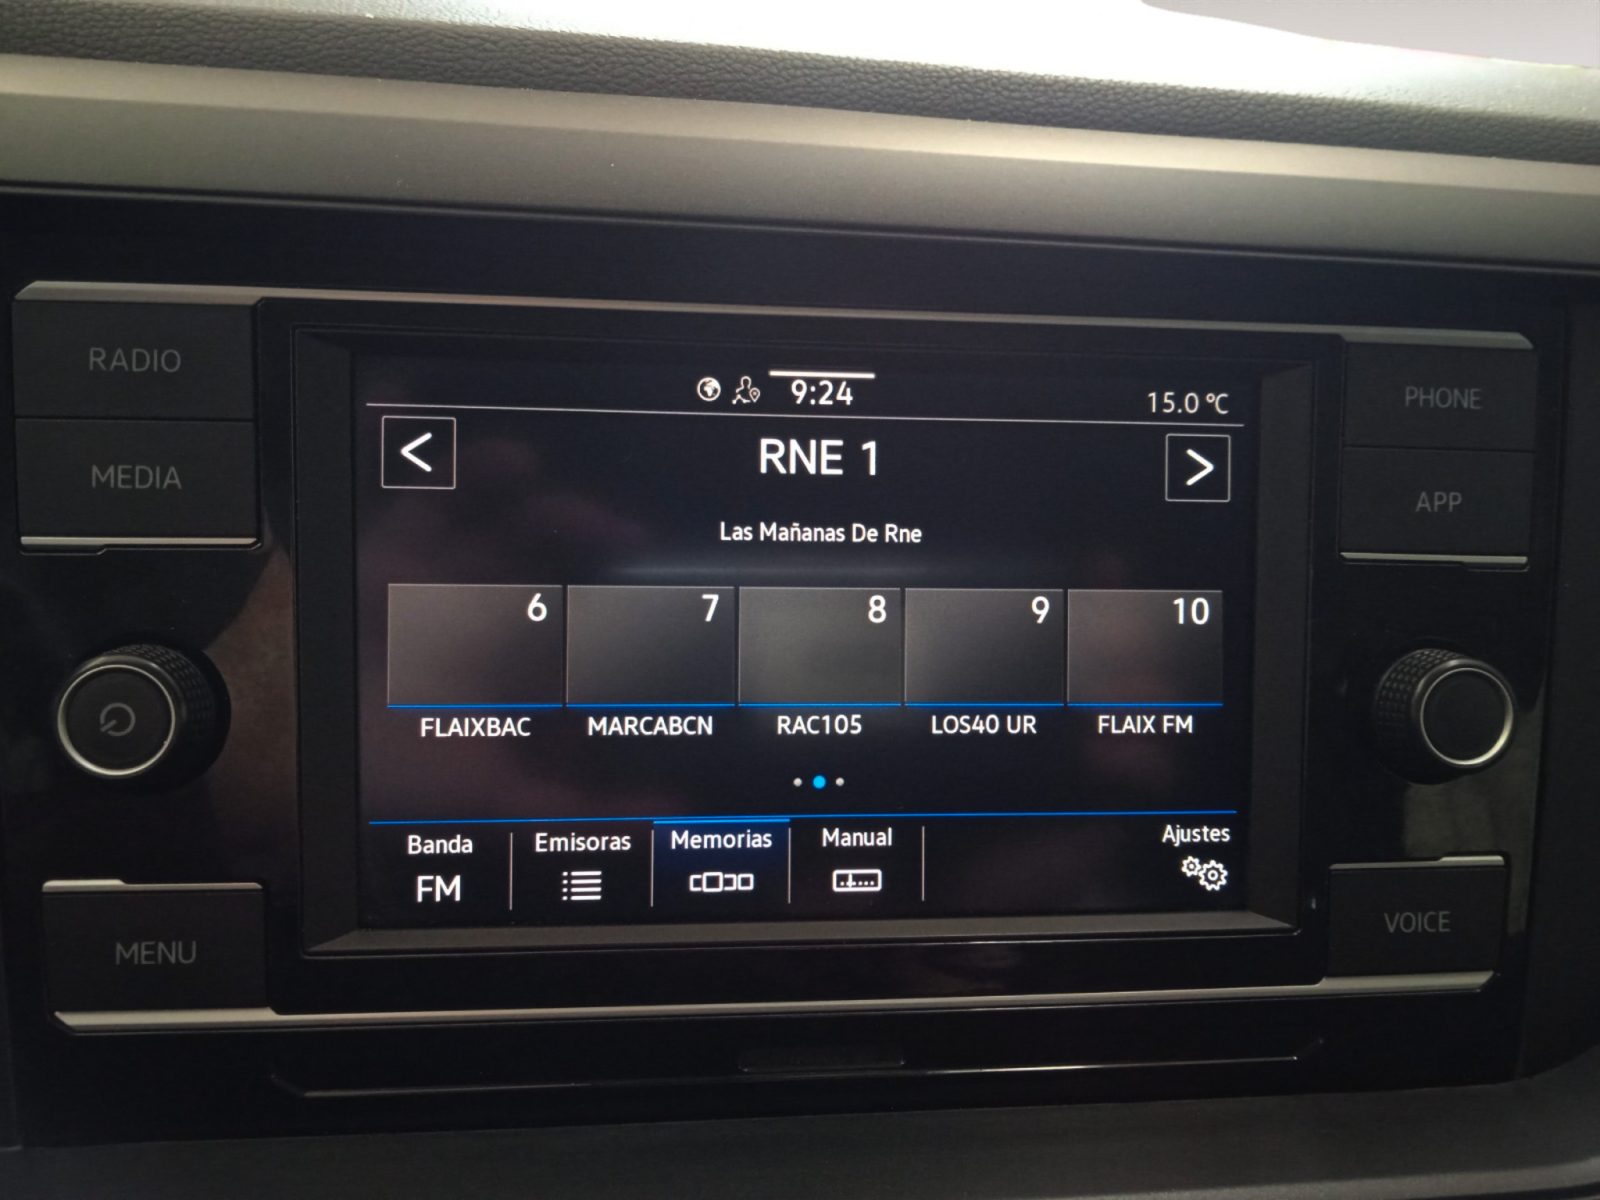 RADIO
MEDIA
MENU
9:24
15.0 °C
<
RNE 1
>
Las Mañanas De Rne
6
7
8
9
10
FLAIXBAC
MARCABCN
RAC105
LOS40 UR
FLAIX FM
Banda
FM
Emisoras
Memorias
Manual
Ajustes
PHONE
APP
VOICE